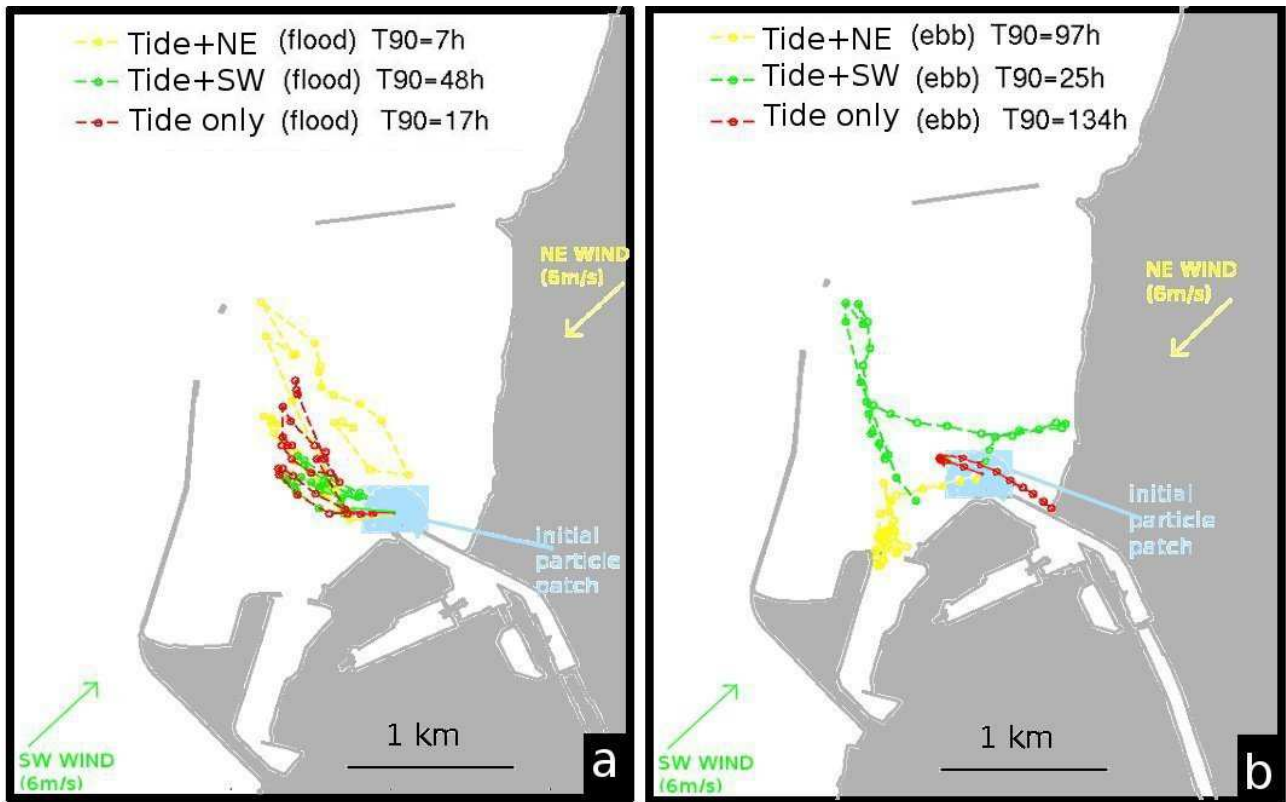 Tide+NE (flood) T90=7h
Tide+SW (flood) T90=48h
Tide only (flood) T90=17h
NE WIND
(6m/s)
initial
particle
patch
1 km
SW WIND
(6m/s)
a
Tide+NE (ebb) T90=97h
Tide+SW (ebb) T90=25h
Tide only (ebb) T90=134h
NE WIND
(6m/s)
initial
particle
patch
1 km
SW WIND
(6m/s)
b